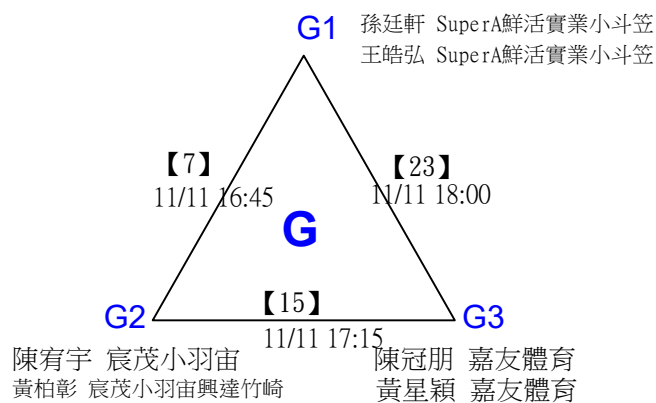 G1
孫廷軒 SuperA鮮活實業小斗笠
王皓弘 SuperA鮮活實業小斗笠
【7】
11/11 16:45
【23】
11/11 18:00
G
G2
【15】
11/11 17:15
G3
陳宥宇 宸茂小羽宙
黃柏彰 宸茂小羽宙興達竹崎
陳冠朋 嘉友體育
黃星穎 嘉友體育